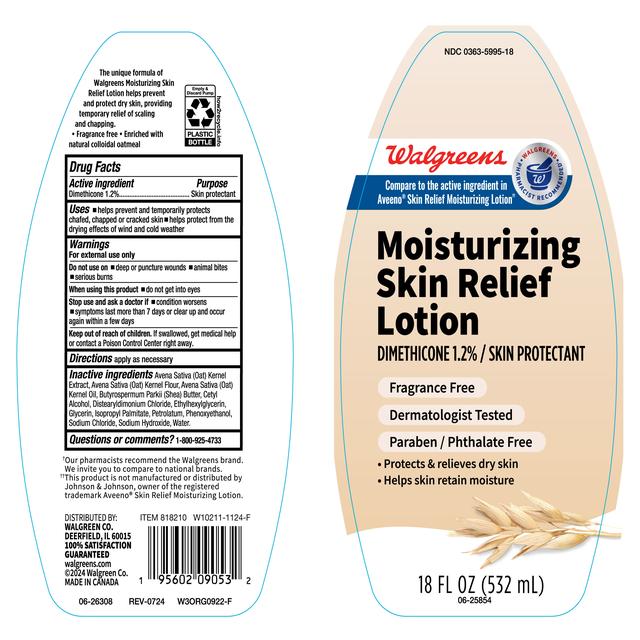 The unique formula of
Walgreens Moisturizing Skin
Relief Lotion helps prevent
and protect dry skin, providing
temporary relief of scaling
and chapping.
• Fragrance free • Enriched with
natural colloidal oatmeal
Empty &
Discard Pump
PLASTIC
BOTTLE
how2recycle.info
Drug Facts
Active ingredient Purpose
Dimethicone 1.2%..............................Skin protectant
Uses ■ helps prevent and temporarily protects
chafed, chapped or cracked skin ■ helps protect from the
drying effects of wind and cold weather
Warnings
For external use only
Do not use on ■ deep or puncture wounds ■ animal bites
■ serious burns
When using this product ■ do not get into eyes
Stop use and ask a doctor if ■ condition worsens
■ symptoms last more than 7 days or clear up and occur
again within a few days
Keep out of reach of children. If swallowed, get medical help
or contact a Poison Control Center right away.
Directions apply as necessary
Inactive ingredients Avena Sativa (Oat) Kernel
Extract, Avena Sativa (Oat) Kernel Flour, Avena Sativa (Oat)
Kernel Oil, Butyrospermum Parkii (Shea) Butter, Cetyl
Alcohol, Distearyldimonium Chloride, Ethylhexylglycerin,
Glycerin, Isopropyl Palmitate, Petrolatum, Phenoxyethanol,
Sodium Chloride, Sodium Hydroxide, Water.
Questions or comments? 1-800-925-4733
†Our pharmacists recommend the Walgreens brand.
We invite you to compare to national brands.
††This product is not manufactured or distributed by
Johnson & Johnson, owner of the registered
trademark Aveeno® Skin Relief Moisturizing Lotion.
DISTRIBUTED BY:
WALGREEN CO.
DEERFIELD, IL 60015
100% SATISFACTION
GUARANTEED
walgreens.com
©2024 Walgreen Co.
MADE IN CANADA
ITEM 818210 W10211-1124-F
1 95602 09053 2
06-26308 REV-0724 W3ORG0922-F
NDC 0363-5995-18
Walgreens
WALGREENS
PHARMACIST RECOMMENDED
Compare to the active ingredient in
Aveeno® Skin Relief Moisturizing Lotion††
Moisturizing
Skin Relief
Lotion
DIMETHICONE 1.2% / SKIN PROTECTANT
Fragrance Free
Dermatologist Tested
Paraben / Phthalate Free
• Protects & relieves dry skin
• Helps skin retain moisture
18 FL OZ (532 mL)
06-25854